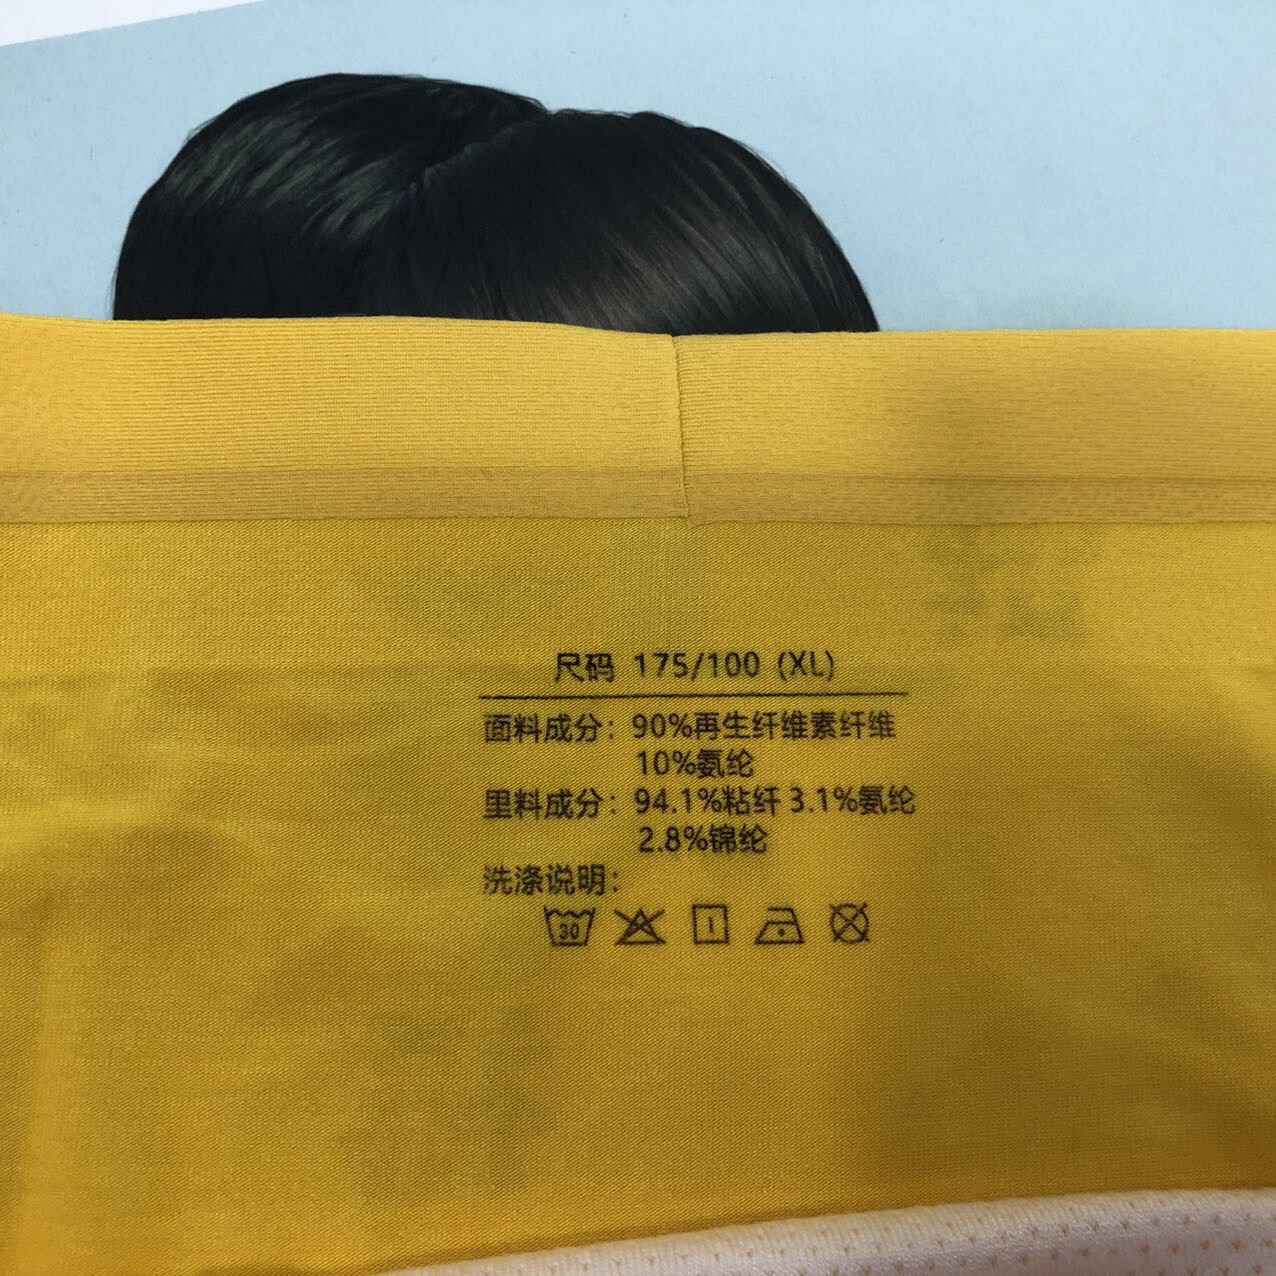 尺码 175/100 (XL)
面料成分：90%再生纤维素纤维
10%氨纶
里料成分：94.1%粘纤 3.1%氨纶
2.8%锦纶
洗涤说明：
30